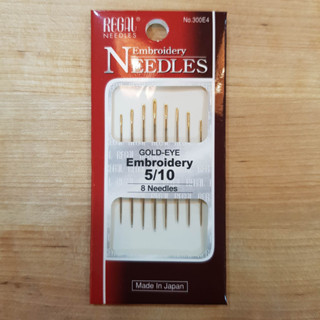 REGAL
NEEDLES
No.300E4
Embroidery
NEEDLES
GOLD-EYE
Embroidery
5/10
8 Needles
Made In Japan